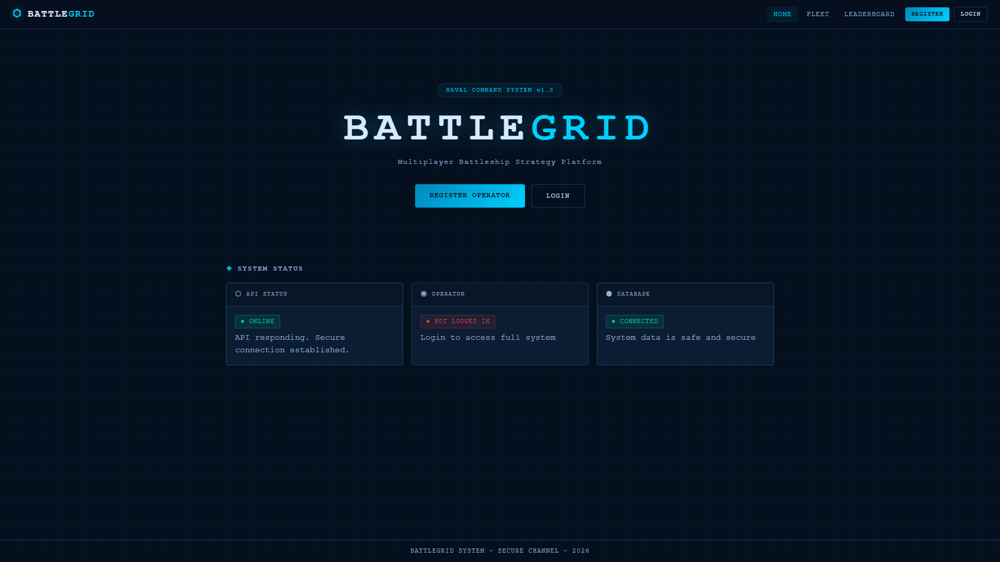 BATTLEGRID
HOME
FLEET
LEADERBOARD
REGISTER
LOGIN
NAVAL COMMAND SYSTEM v1.0
BATTLEGRID
Multiplayer Battleship Strategy Platform
REGISTER OPERATOR
LOGIN
SYSTEM STATUS
API STATUS
ONLINE
API responding. Secure
connection established.
OPERATOR
NOT LOGGED IN
Login to access full system
DATABASE
CONNECTED
System data is safe and secure
BATTLEGRID SYSTEM — SECURE CHANNEL — 2026